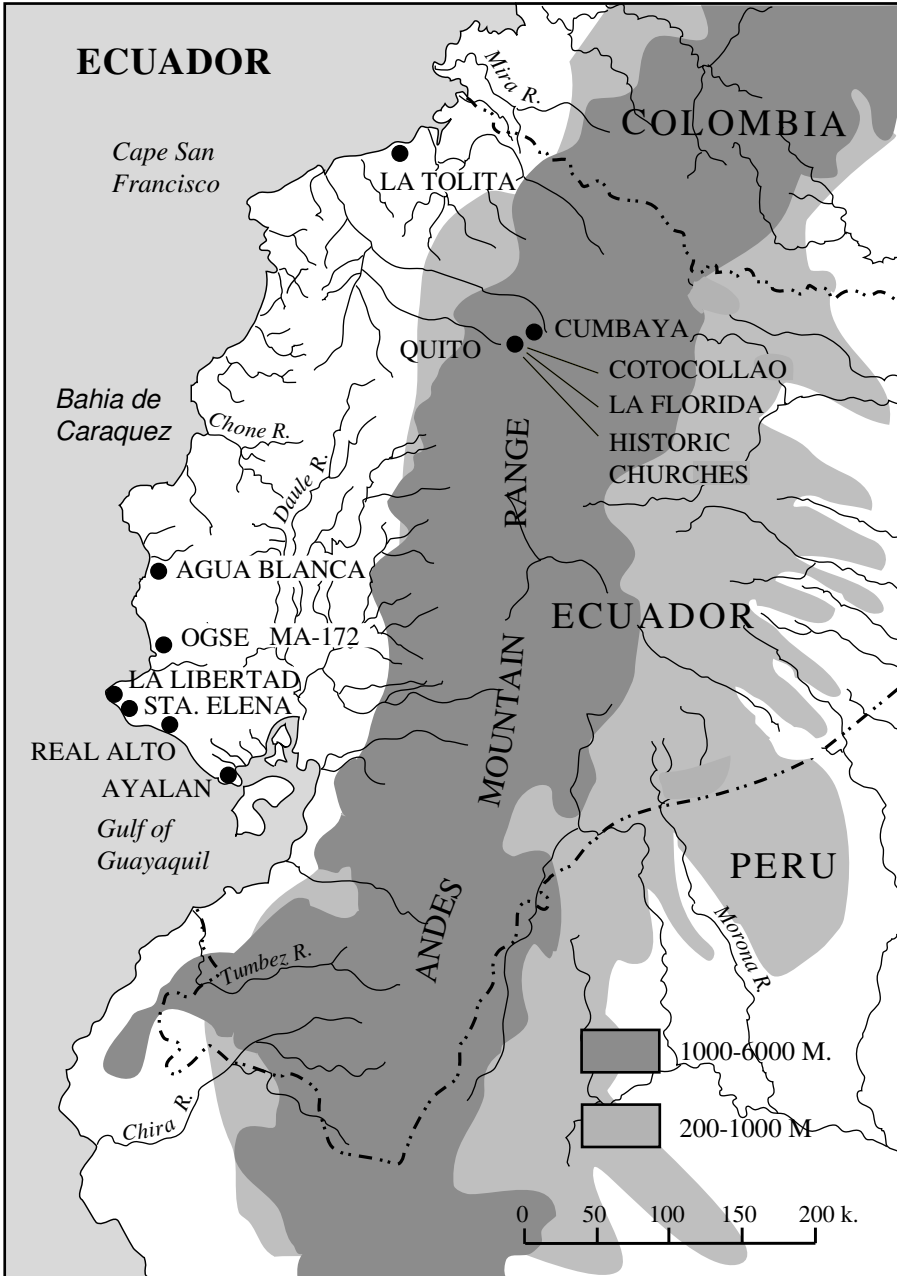 ECUADOR
Mira R.
COLOMBIA
Cape San
Francisco
LA TOLITA
CUMBAYA
QUITO
COTOCOLLAO
LA FLORIDA
HISTORIC
CHURCHES
Bahia de
Caraquez
Chone R.
Daule R.
RANGE
AGUA BLANCA
ECUADOR
OGSE MA-172
MOUNTAIN
LA LIBERTAD
STA. ELENA
REAL ALTO
AYALAN
Gulf of
Guayaquil
PERU
ANDES
Morona R.
Tumbez R.
1000-6000 M.
Chira R.
200-1000 M
0 50 100 150 200 k.